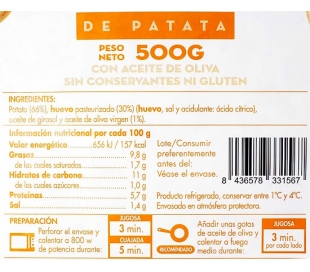 DE PATATA
PESO NETO 500G
CON ACEITE DE OLIVA
SIN CONSERVANTES NI GLUTEN
INGREDIENTES:
Patata (66%), huevo pasteurizado (30%) (huevo, sal y acidulante: ácido cítrico),
aceite de girasol y aceite de oliva virgen (1%).
Información nutricional por cada 100 g
Valor energético 656 kJ / 157 kcal
Grasas 9,8 g
de las cuales saturadas 1,7 g
Hidratos de carbono 11 g
de los cuales azúcares 1,0 g
Proteínas 5,7 g
Sal 1,4 g
Lote/Consumir
preferentemente
antes del:
Véase el envase.
8 436578 331567
Producto refrigerado, conservar entre 1°C y 4°C.
Envasado en atmósfera protectora.
PREPARACIÓN
Perforar el envase y
calentar a 800 w
de potencia durante:
JUGOSA
3 min.
CUAJADA
5 min.
RECOMENDADO
Añadir unas gotas
de aceite de oliva y
calentar a fuego
medio durante:
JUGOSA
3 min.
por cada lado